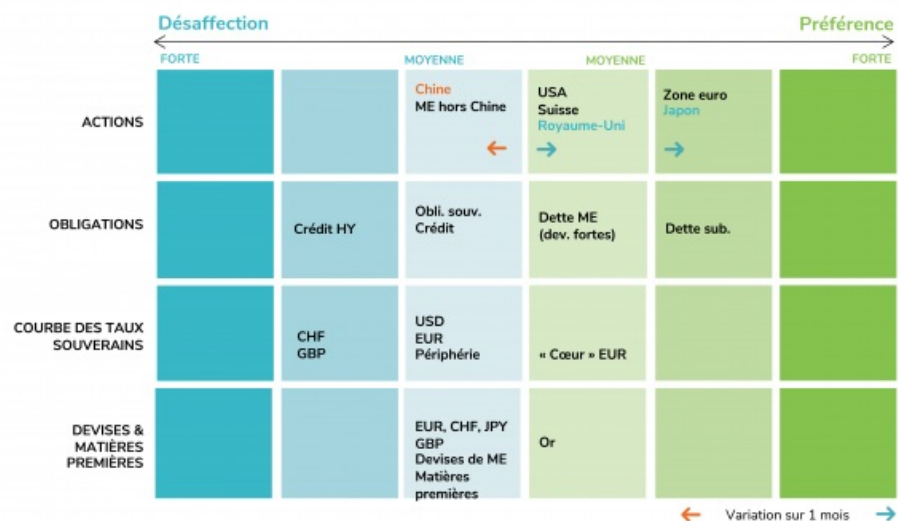 Désaffection
Préférence
FORTE
MOYENNE
MOYENNE
FORTE
ACTIONS
Chine
ME hors Chine
USA
Suisse
Royaume-Uni
Zone euro
Japon
OBLIGATIONS
Crédit HY
Obli. souv.
Crédit
Dette ME
(dev. fortes)
Dette sub.
COURBE DES TAUX
SOUVERAINS
CHF
GBP
USD
EUR
Périphérie
« Cœur » EUR
DEVISES &
MATIÈRES
PREMIÈRES
EUR, CHF, JPY
GBP
Devises de ME
Matières
premières
Or
Variation sur 1 mois